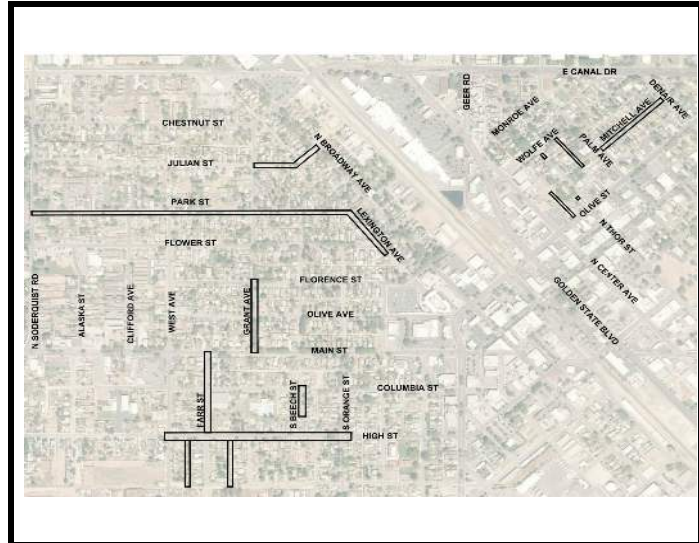 E CANAL DR
GEER RD
DENAIR AVE
MITCHELL AVE
MONROE AVE
CHESTNUT ST
N BROADWAY AVE
WOLFE AVE
PALM AVE
JULIAN ST
PARK ST
OLIVE ST
LEXINGTON AVE
N THOR ST
FLOWER ST
N CENTER AVE
FLORENCE ST
GOLDEN STATE BLVD
N SODERQUIST RD
ALASKA ST
CLIFFORD AVE
WEST AVE
GRANT AVE
OLIVE AVE
MAIN ST
COLUMBIA ST
FARR ST
S BEECH ST
S ORANGE ST
HIGH ST